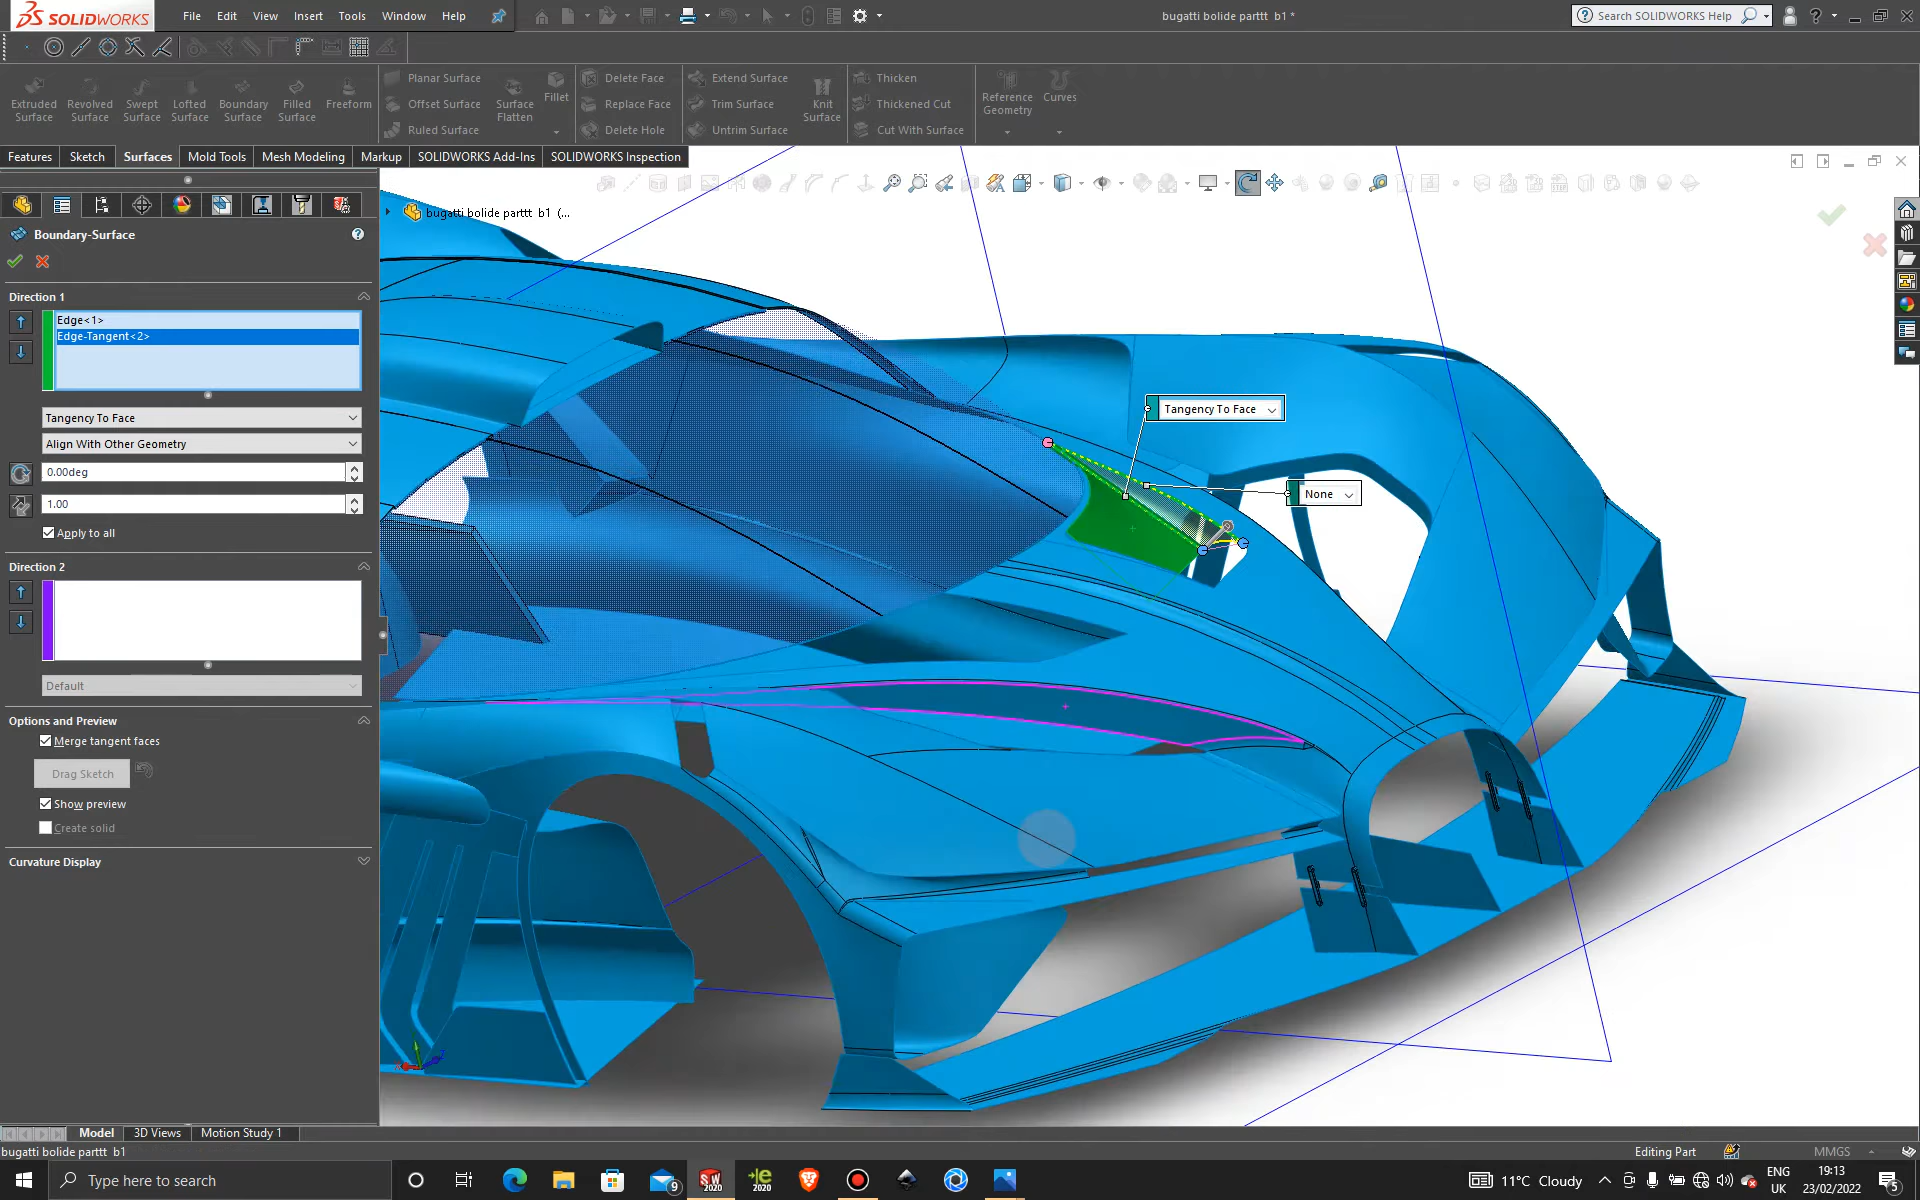 SOLIDWORKS
File Edit View Insert Tools Window Help
bugatti bolide parttt b1 *
Search SOLIDWORKS Help
Extruded Surface
Revolved Surface
Swept Surface
Lofted Surface
Boundary Surface
Filled Surface
Freeform
Planar Surface
Offset Surface
Ruled Surface
Surface Flatten
Fillet
Delete Face
Replace Face
Delete Hole
Extend Surface
Trim Surface
Untrim Surface
Knit Surface
Thicken
Thickened Cut
Cut With Surface
Reference Geometry
Curves
Features Sketch Surfaces Mold Tools Mesh Modeling Markup SOLIDWORKS Add-Ins SOLIDWORKS Inspection
bugatti bolide parttt b1 (...
Boundary-Surface
Direction 1
Edge<1>
Edge-Tangent<2>
Tangency To Face
Align With Other Geometry
0.00deg
1.00
Apply to all
Direction 2
Default
Options and Preview
Merge tangent faces
Drag Sketch
Show preview
Create solid
Curvature Display
Tangency To Face
None
Model 3D Views Motion Study 1
bugatti bolide parttt b1
Editing Part
MMGS
Type here to search
9
SW 2020
e 2020
11°C Cloudy
ENG
UK
19:13
23/02/2022
5